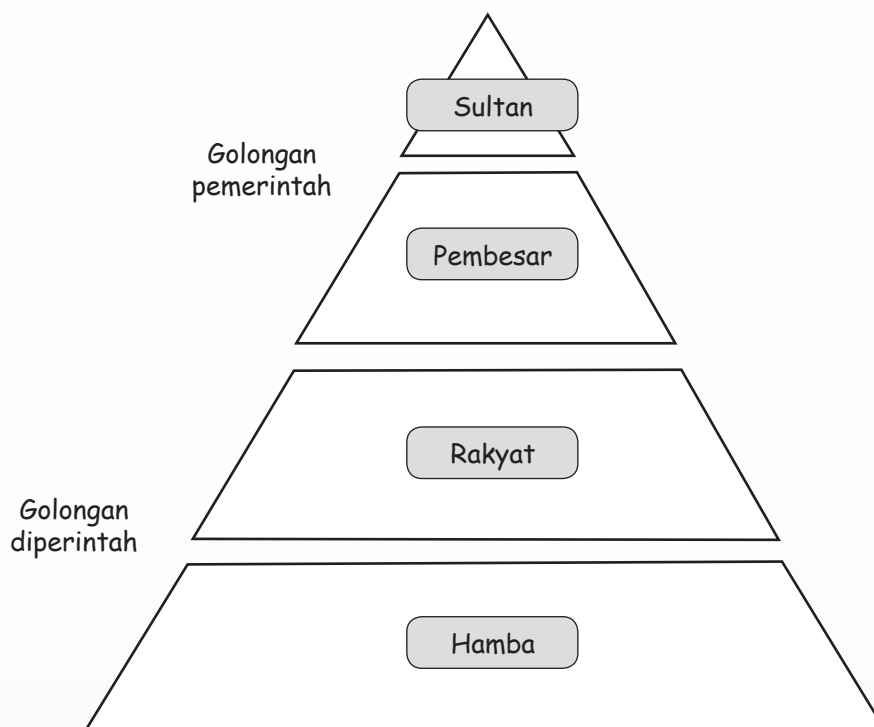 Sultan
Golongan
pemerintah
Pembesar
Rakyat
Golongan
diperintah
Hamba